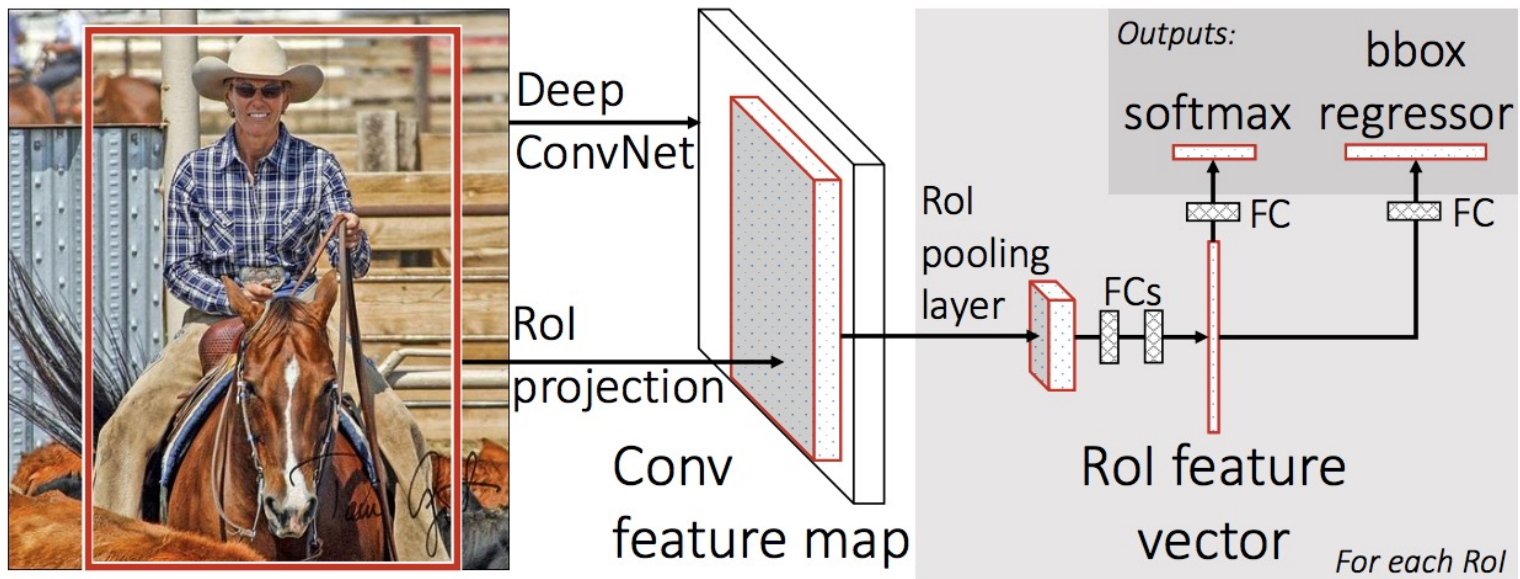 Deep
ConvNet
RoI
projection
Conv
feature map
RoI
pooling
layer
FCs
RoI feature
vector
For each RoI
Outputs:
softmax
bbox
regressor
FC
FC